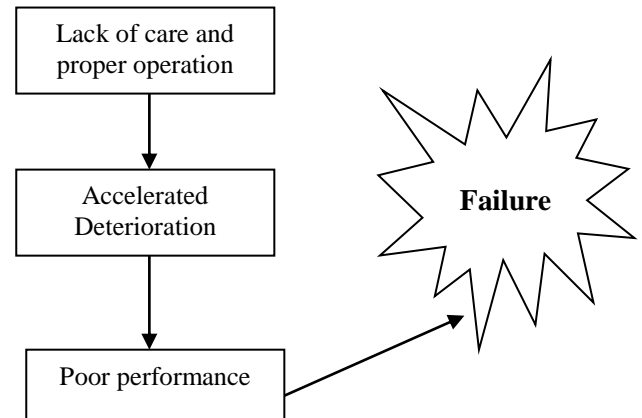 Lack of care and
proper operation
Accelerated
Deterioration
Failure
Poor performance